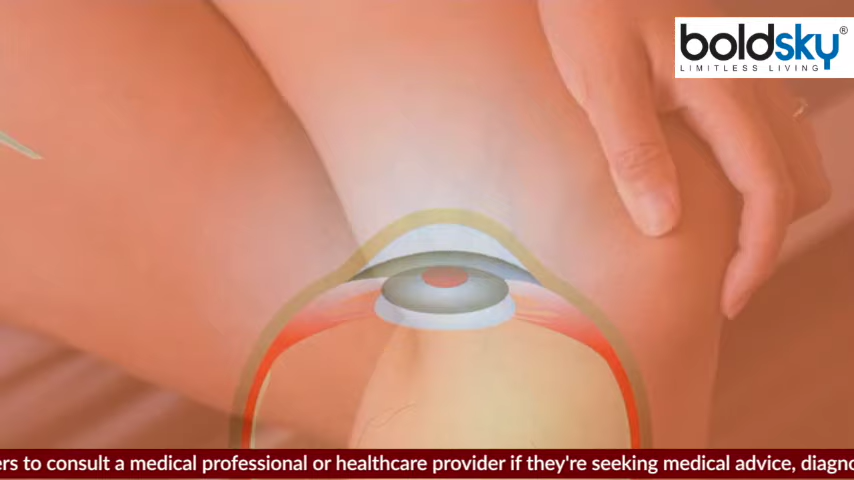 boldsky®
LIMITLESS LIVING
ers to consult a medical professional or healthcare provider if they're seeking medical advice, diagno